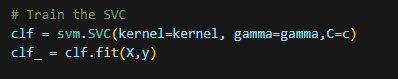 # Train the SVC
clf = svm.SVC(kernel=kernel, gamma=gamma,C=c)
clf_ = clf.fit(X,y)